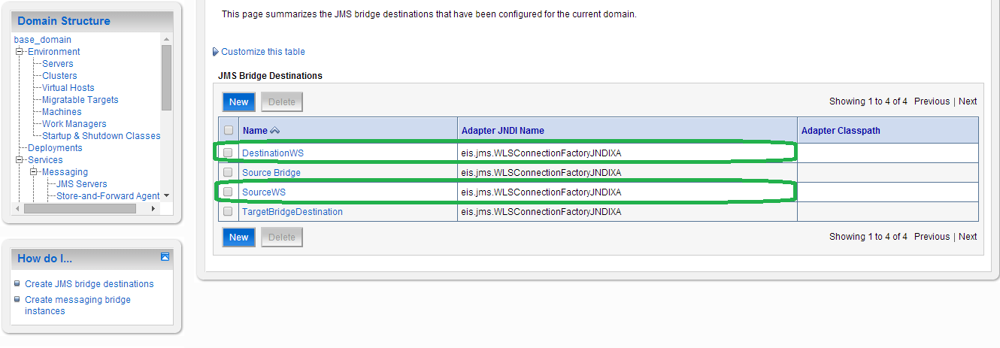 Domain Structure
base_domain
Environment
Servers
Clusters
Virtual Hosts
Migratable Targets
Machines
Work Managers
Startup & Shutdown Classes
Deployments
Services
Messaging
JMS Servers
Store-and-Forward Agent
How do I...
Create JMS bridge destinations
Create messaging bridge
instances
This page summarizes the JMS bridge destinations that have been configured for the current domain.
Customize this table
JMS Bridge Destinations
New Delete Showing 1 to 4 of 4 Previous | Next
Name Adapter JNDI Name Adapter Classpath
DestinationWS eis.jms.WLSConnectionFactoryJNDIXA
Source Bridge eis.jms.WLSConnectionFactoryJNDIXA
SourceWS eis.jms.WLSConnectionFactoryJNDIXA
TargetBridgeDestination eis.jms.WLSConnectionFactoryJNDIXA
New Delete Showing 1 to 4 of 4 Previous | Next